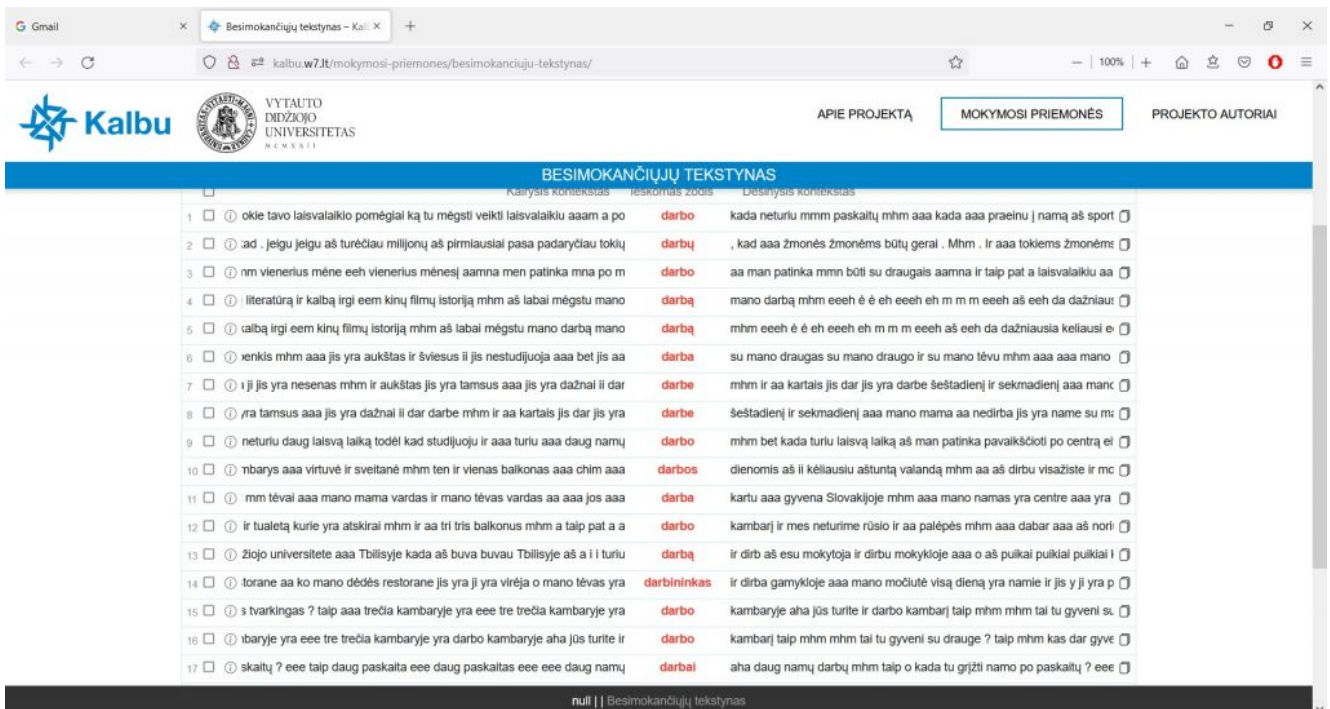 Gmail
Besimokančiųjų tekstynas – Kal
kalbu.w7.lt/mokymosi-priemones/besimokanciuju-tekstynas/
100%
Kalbu
VYTAUTO
DIDŽIOJO
UNIVERSITETAS
MCMXXII
APIE PROJEKTĄ
MOKYMOSI PRIEMONĖS
PROJEKTO AUTORIAI
BESIMOKANČIŲJŲ TEKSTYNAS
Kairysis kontekstas Ieškomas žodis Dešinysis kontekstas
1 okie tavo laisvalaikio pomėgiai ką tu mėgsti veikti laisvalaikiu aaam a po darbo kada neturiu mmm paskaitų mhm aaa kada aaa praeinu į namą aš sport
2 ad . jeigu jeigu aš turėčiau milijonų aš pirmiausiai pasa padaryčiau tokių darbų , kad aaa žmonės žmonėms būtų gerai . Mhm . Ir aaa tokiems žmonėms
3 nm vienerius mėne eeh vienerius mėnesį aamna men patinka mna po m darbo aa man patinka mmn būti su draugais aamna ir taip pat a laisvalaikiu aa
4 literatūrą ir kalbą irgi eem kinų filmų istoriją mhm aš labai mėgstu mano darbą mano darbą mhm eeeh ė ė eh eeeh eh m m m eeeh aš eeh da dažniaus
5 kalbą irgi eem kinų filmų istoriją mhm aš labai mėgstu mano darbą mano darbą mhm eeeh ė ė eh eeeh eh m m m eeeh aš eeh da dažniausia keliausi e
6 penkis mhm aaa jis yra aukštas ir šviesus ii jis nestudijuoja aaa bet jis aa darba su mano draugas su mano draugo ir su mano tėvu mhm aaa aaa mano
7 ji jis yra nesenas mhm ir aukštas jis yra tamsus aaa jis yra dažnai ii dar darbe mhm ir aa kartais jis dar jis yra darbe šeštadienį ir sekmadienį aaa mano
8 yra tamsus aaa jis yra dažnai ii dar darbe mhm ir aa kartais jis dar jis yra darbe šeštadienį ir sekmadienį aaa mano mama aa nedirba jis yra name su ma
9 neturiu daug laisvą laiką todėl kad studijuoju ir aaa turiu aaa daug namų darbo mhm bet kada turiu laisvą laiką aš man patinka pavaikščioti po centrą ei
10 mbarys aaa virtuvė ir sveitanė mhm ten ir vienas balkonas aaa chim aaa darbos dienomis aš ii kėliausiu aštuntą valandą mhm aa aš dirbu visažiste ir mo
11 mm tėvai aaa mano mama vardas ir mano tėvas vardas aa aaa jos aaa darba kartu aaa gyvena Slovakijoje mhm aaa mano namas yra centre aaa yra
12 ir tualetą kurie yra atskirai mhm ir aa tri tris balkonus mhm a taip pat a a darbo kambarį ir mes neturime rūsio ir aa palėpės mhm aaa dabar aaa aš nori
13 žiojo universitete aaa Tbilisyje kada aš buva buvau Tbilisyje aš a i i turiu darbą ir dirb aš esu mokytoja ir dirbu mokykloje aaa o aš puikai puikiai puikiai
14 torane aa ko mano dėdės restorane jis yra ji yra virėja o mano tėvas yra darbininkas ir dirba gamykloje aaa mano močiutė visą dieną yra namie ir jis y ji yra p
15 s tvarkingas ? taip aaa trečia kambaryje yra eee tre trečia kambaryje yra darbo kambaryje aha jūs turite ir darbo kambarį taip mhm mhm tai tu gyveni su
16 baryje yra eee tre trečia kambaryje yra darbo kambaryje aha jūs turite ir darbo kambarį taip mhm mhm tai tu gyveni su drauge ? taip mhm kas dar gyve
17 skaitų ? eee taip daug paskaita eee daug paskaitas eee eee daug namų darbai aha daug namų darbų mhm taip o kada tu grįžti namo po paskaitų ? eee
null | | Besimokančiųjų tekstynas